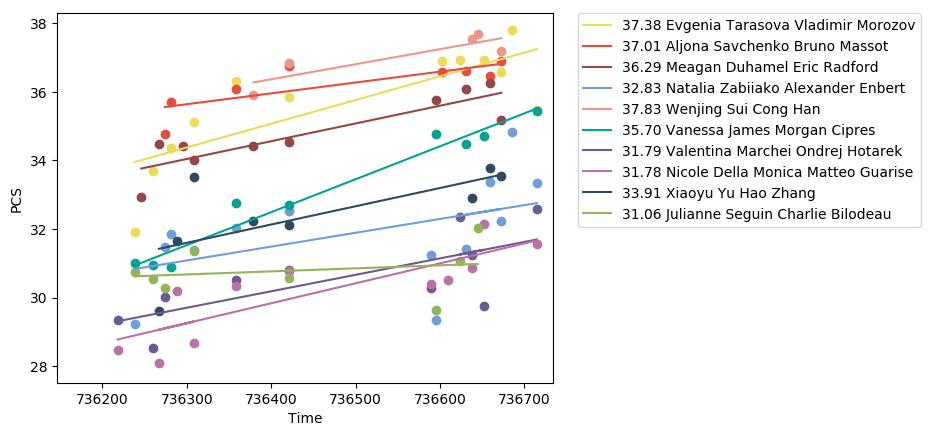 38
36
34
32
30
28
PCS
736200 736300 736400 736500 736600 736700
Time
37.38 Evgenia Tarasova Vladimir Morozov
37.01 Aljona Savchenko Bruno Massot
36.29 Meagan Duhamel Eric Radford
32.83 Natalia Zabiiako Alexander Enbert
37.83 Wenjing Sui Cong Han
35.70 Vanessa James Morgan Cipres
31.79 Valentina Marchei Ondrej Hotarek
31.78 Nicole Della Monica Matteo Guarise
33.91 Xiaoyu Yu Hao Zhang
31.06 Julianne Seguin Charlie Bilodeau